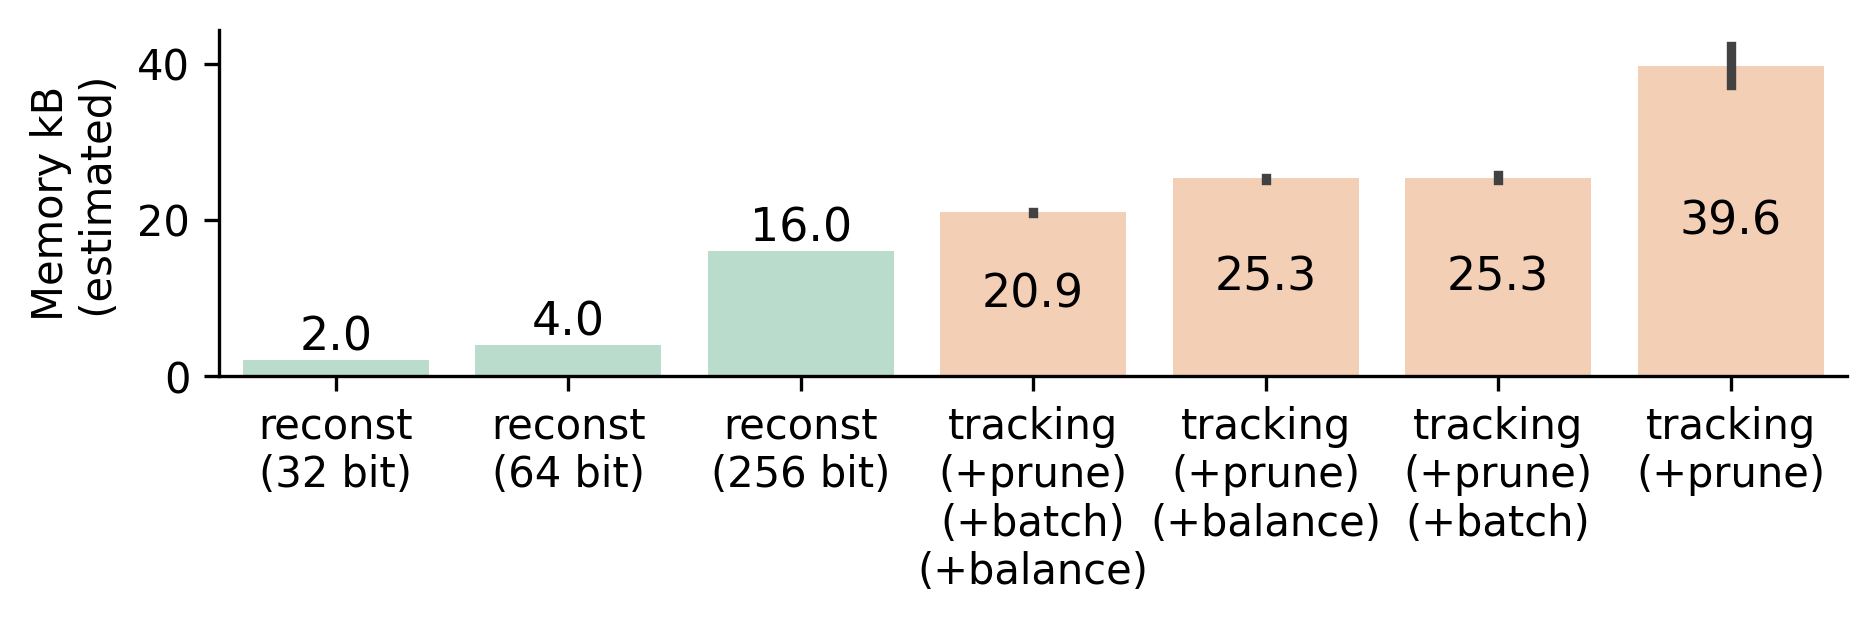 Memory kB
(estimated)
40
20
0
2.0
4.0
16.0
20.9
25.3
25.3
39.6
reconst
(32 bit)
reconst
(64 bit)
reconst
(256 bit)
tracking
(+prune)
(+batch)
(+balance)
tracking
(+prune)
(+balance)
tracking
(+prune)
(+batch)
tracking
(+prune)